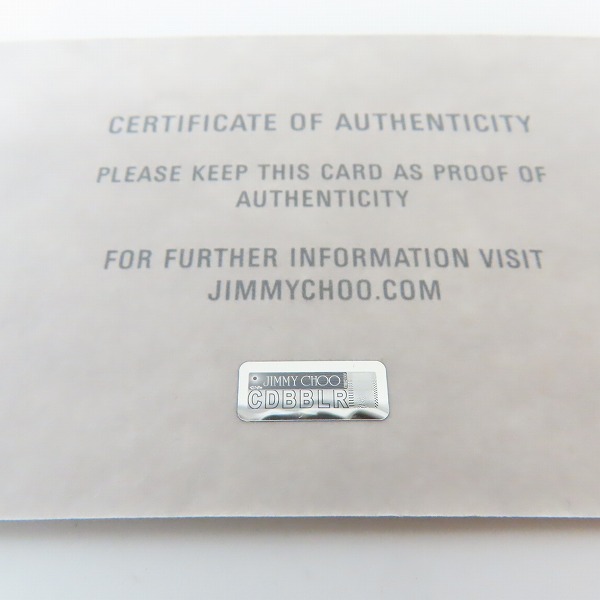 CERTIFICATE OF AUTHENTICITY
PLEASE KEEP THIS CARD AS PROOF OF
AUTHENTICITY
FOR FURTHER INFORMATION VISIT
JIMMYCHOO.COM
JIMMY CHOO
CDBBLR